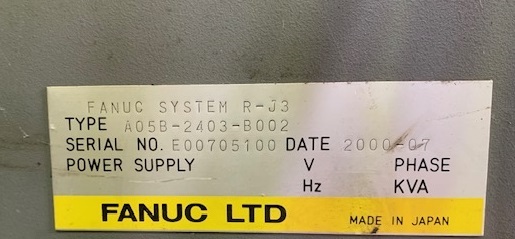 FANUC SYSTEM R-J3
TYPE A05B-2403-B002
SERIAL NO. E00705100 DATE 2000-07
POWER SUPPLY V PHASE
Hz KVA
FANUC LTD MADE IN JAPAN